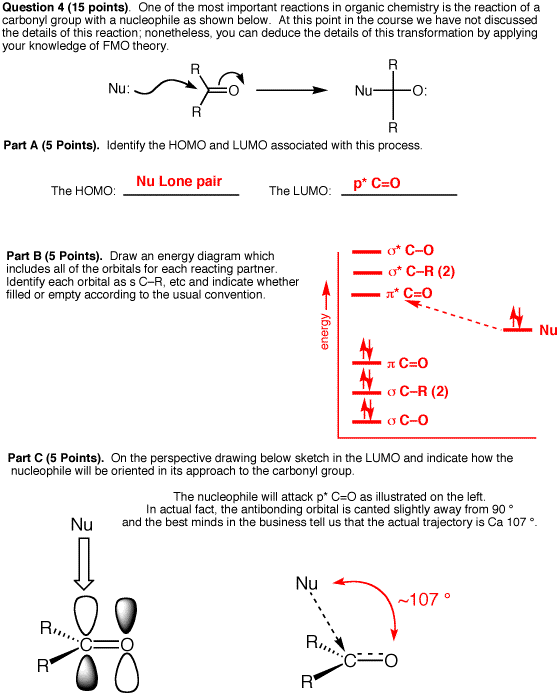 Question 4 (15 points). One of the most important reactions in organic chemistry is the reaction of a
carbonyl group with a nucleophile as shown below. At this point in the course we have not discussed
the details of this reaction; nonetheless, you can deduce the details of this transformation by applying
your knowledge of FMO theory.
R
Nu:
O
R
R
Nu
O:
R
Part A (5 Points). Identify the HOMO and LUMO associated with this process.
The HOMO: Nu Lone pair The LUMO: p* C=O
Part B (5 Points). Draw an energy diagram which
includes all of the orbitals for each reacting partner.
Identify each orbital as s C–R, etc and indicate whether
filled or empty according to the usual convention.
energy
σ* C–O
σ* C–R (2)
π* C=O
Nu
π C=O
σ C–R (2)
σ C–O
Part C (5 Points). On the perspective drawing below sketch in the LUMO and indicate how the
nucleophile will be oriented in its approach to the carbonyl group.
The nucleophile will attack p* C=O as illustrated on the left.
In actual fact, the antibonding orbital is canted slightly away from 90 °
and the best minds in the business tell us that the actual trajectory is Ca 107 °.
Nu
R
R
C
O
Nu
~107 °
R
R
C
O